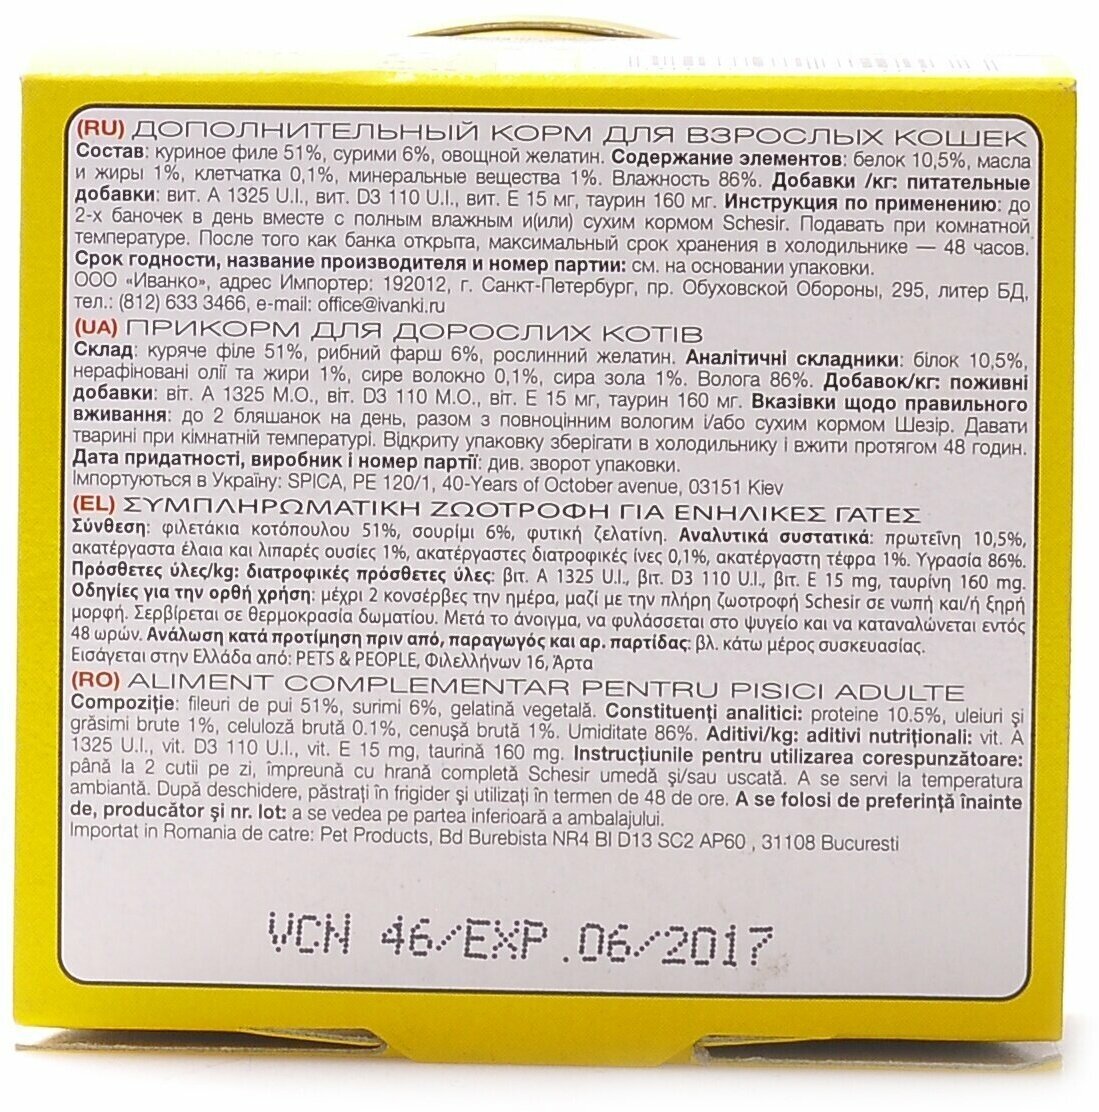 (RU) ДОПОЛНИТЕЛЬНЫЙ КОРМ ДЛЯ ВЗРОСЛЫХ КОШЕК
Состав: куриное филе 51%, сурими 6%, овощной желатин. Содержание элементов: белок 10,5%, масла
и жиры 1%, клетчатка 0,1%, минеральные вещества 1%. Влажность 86%. Добавки /кг: питательные
добавки: вит. А 1325 U.I., вит. D3 110 U.I., вит. Е 15 мг, таурин 160 мг. Инструкция по применению: до
2-х баночек в день вместе с полным влажным и(или) сухим кормом Schesir. Подавать при комнатной
температуре. После того как банка открыта, максимальный срок хранения в холодильнике — 48 часов.
Срок годности, название производителя и номер партии: см. на основании упаковки.
ООО «Иванко», адрес Импортер: 192012, г. Санкт-Петербург, пр. Обуховской Обороны, 295, литер БД,
тел.: (812) 633 3466, e-mail: office@ivanki.ru
(UA) ПРИКОРМ ДЛЯ ДОРОСЛИХ КОТІВ
Склад: куряче філе 51%, рибний фарш 6%, рослинний желатин. Аналітичні складники: білок 10,5%,
нерафіновані олії та жири 1%, сире волокно 0,1%, сира зола 1%. Волога 86%. Добавок/кг: поживні
добавки: віт. А 1325 М.О., віт. D3 110 М.О., віт. Е 15 мг, таурин 160 мг. Вказівки щодо правильного
вживання: до 2 бляшанок на день, разом з повноцінним вологим і/або сухим кормом Шезір. Давати
тварині при кімнатній температурі. Відкриту упаковку зберігати в холодильнику і вжити протягом 48 годин.
Дата придатності, виробник і номер партії: див. зворот упаковки.
Імпортуються в Україну: SPICA, PE 120/1, 40-Years of October avenue, 03151 Kiev
(EL) ΣΥΜΠΛΗΡΩΜΑΤΙΚΗ ΖΩΟΤΡΟΦΗ ΓΙΑ ΕΝΗΛΙΚΕΣ ΓΑΤΕΣ
Σύνθεση: φιλετάκια κοτόπουλου 51%, σουρίμι 6%, φυτική ζελατίνη. Αναλυτικά συστατικά: πρωτεΐνη 10,5%,
ακατέργαστα έλαια και λιπαρές ουσίες 1%, ακατέργαστες διατροφικές ίνες 0,1%, ακατέργαστη τέφρα 1%. Υγρασία 86%.
Πρόσθετες ύλες/kg: διατροφικές πρόσθετες ύλες: βιτ. A 1325 U.I., βιτ. D3 110 U.I., βιτ. E 15 mg, ταυρίνη 160 mg.
Οδηγίες για την ορθή χρήση: μέχρι 2 κονσέρβες την ημέρα, μαζί με την πλήρη ζωοτροφή Schesir σε νωπή και/ή ξηρή
μορφή. Σερβίρεται σε θερμοκρασία δωματίου. Μετά το άνοιγμα, να φυλάσσεται στο ψυγείο και να καταναλώνεται εντός
48 ωρών. Ανάλωση κατά προτίμηση πριν από, παραγωγός και αρ. παρτίδας: βλ. κάτω μέρος συσκευασίας.
Εισάγεται στην Ελλάδα από: PETS & PEOPLE, Φιλελλήνων 16, Άρτα
(RO) ALIMENT COMPLEMENTAR PENTRU PISICI ADULTE
Compoziţie: fileuri de pui 51%, surimi 6%, gelatină vegetală. Constituenţi analitici: proteine 10.5%, uleiuri şi
grăsimi brute 1%, celuloză brută 0.1%, cenuşă brută 1%. Umiditate 86%. Aditivi/kg: aditivi nutriţionali: vit. A
1325 U.I., vit. D3 110 U.I., vit. E 15 mg, taurină 160 mg. Instrucţiunile pentru utilizarea corespunzătoare:
până la 2 cutii pe zi, împreună cu hrană completă Schesir umedă şi/sau uscată. A se servi la temperatura
ambiantă. După deschidere, păstraţi în frigider şi utilizaţi în termen de 48 de ore. A se folosi de preferinţă înainte
de, producător şi nr. lot: a se vedea pe partea inferioară a ambalajului.
Importat in Romania de catre: Pet Products, Bd Burebista NR4 Bl D13 SC2 AP60 , 31108 Bucuresti
VCN 46/EXP .06/2017